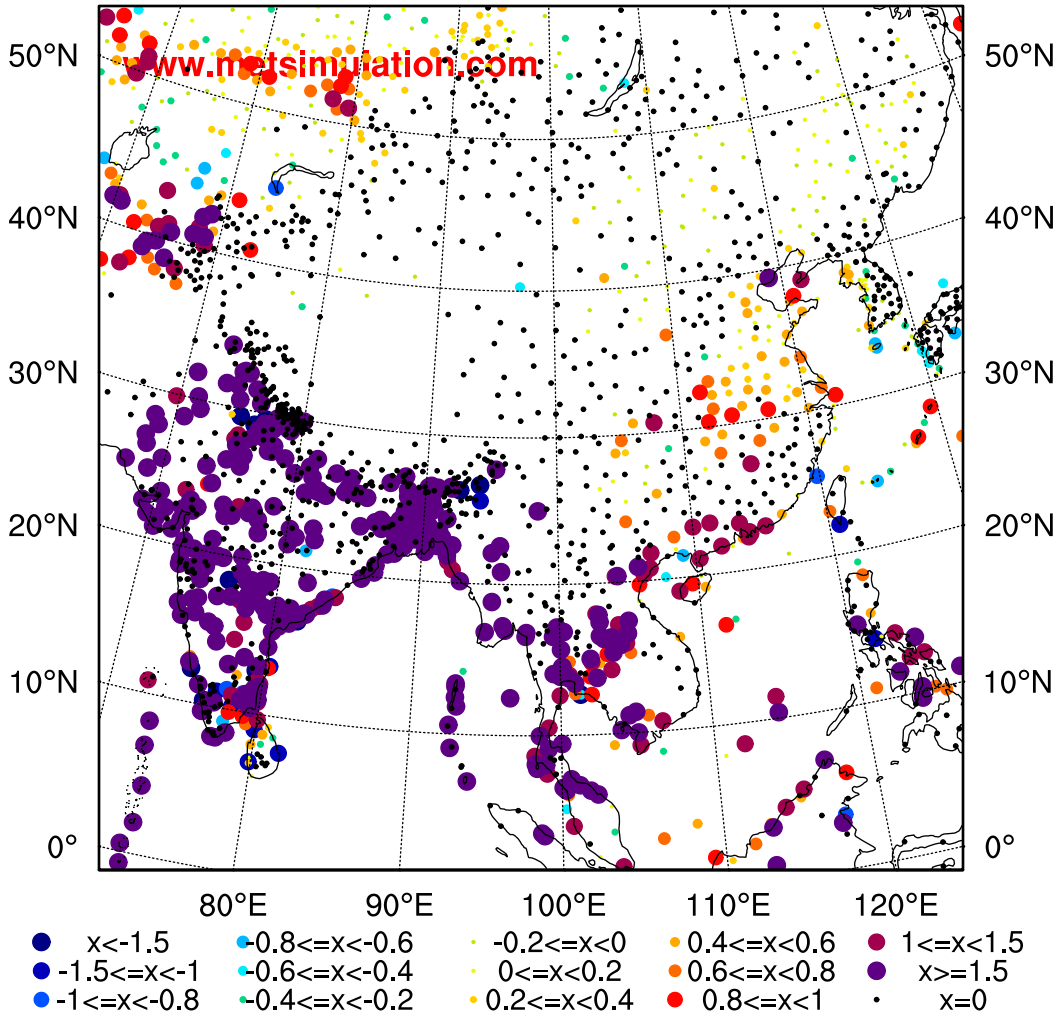 50°N 50°N
www.metsimulation.com
40°N 40°N
30°N 30°N
20°N 20°N
10°N 10°N
0° 0°
80°E 90°E 100°E 110°E 120°E
x<-1.5 -0.8<=x<-0.6 -0.2<=x<0 0.4<=x<0.6 1<=x<1.5
-1.5<=x<-1 -0.6<=x<-0.4 0<=x<0.2 0.6<=x<0.8 x>=1.5
-1<=x<-0.8 -0.4<=x<-0.2 0.2<=x<0.4 0.8<=x<1 x=0